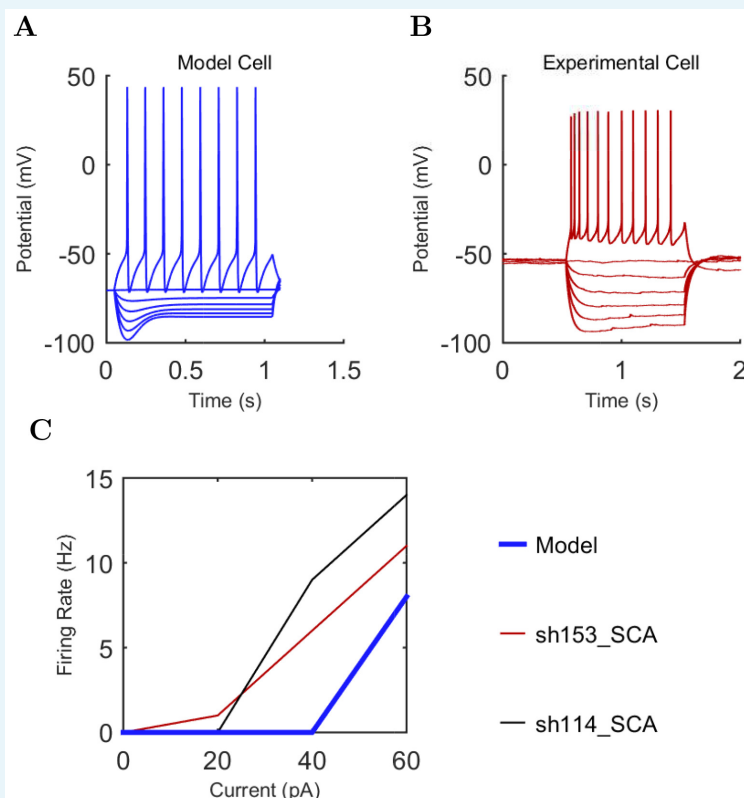 A
Model Cell
50
0
-50
-100
Potential (mV)
0 0.5 1 1.5
Time (s)
B
Experimental Cell
50
0
-50
-100
Potential (mV)
0 1 2
Time (s)
C
15
10
5
0
Firing Rate (Hz)
0 20 40 60
Current (pA)
Model
sh153_SCA
sh114_SCA